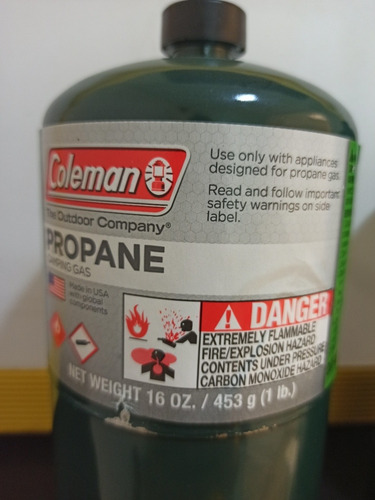 Coleman
The Outdoor Company®
PROPANE
CAMPING GAS
Made in USA
with global
components
Use only with appliances
designed for propane gas.
Read and follow important
safety warnings on side
label.
DANGER
EXTREMELY FLAMMABLE
FIRE/EXPLOSION HAZARD
CONTENTS UNDER PRESSURE
CARBON MONOXIDE HAZARD
NET WEIGHT 16 OZ. / 453 g (1 lb.)